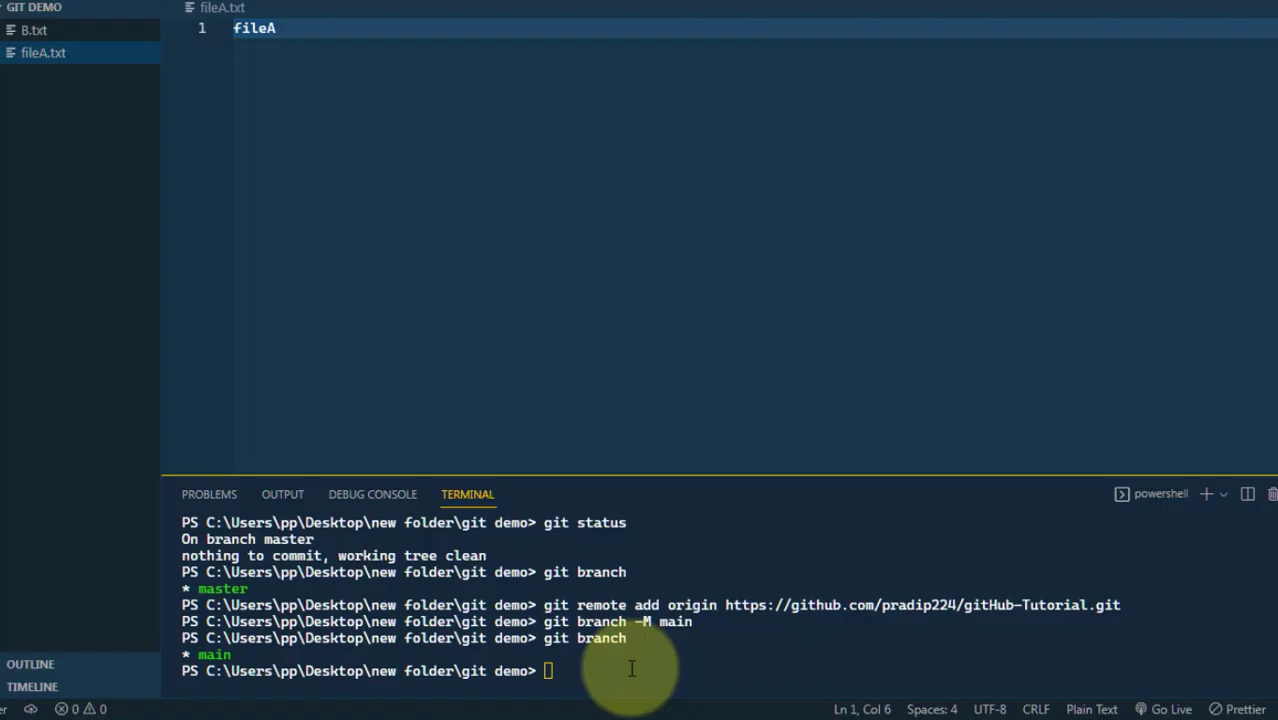 GIT DEMO
fileA.txt
B.txt
fileA.txt
1 fileA
PROBLEMS OUTPUT DEBUG CONSOLE TERMINAL
powershell
PS C:\Users\pp\Desktop\new folder\git demo> git status
On branch master
nothing to commit, working tree clean
PS C:\Users\pp\Desktop\new folder\git demo> git branch
* master
PS C:\Users\pp\Desktop\new folder\git demo> git remote add origin https://github.com/pradip224/gitHub-Tutorial.git
PS C:\Users\pp\Desktop\new folder\git demo> git branch -M main
PS C:\Users\pp\Desktop\new folder\git demo> git branch
* main
PS C:\Users\pp\Desktop\new folder\git demo>
OUTLINE
TIMELINE
0 0 Ln 1, Col 6 Spaces: 4 UTF-8 CRLF Plain Text Go Live Prettier